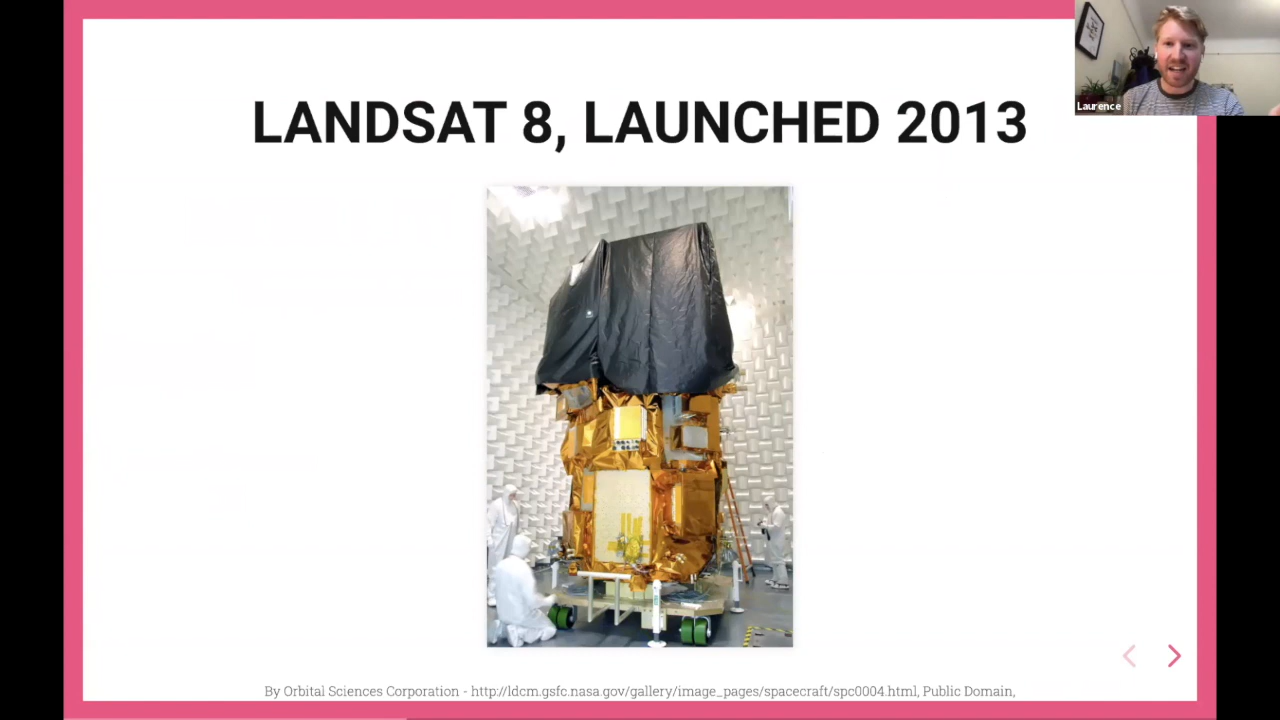 LANDSAT 8, LAUNCHED 2013
Laurence
By Orbital Sciences Corporation - http://ldcm.gsfc.nasa.gov/gallery/image_pages/spacecraft/spc0004.html, Public Domain,